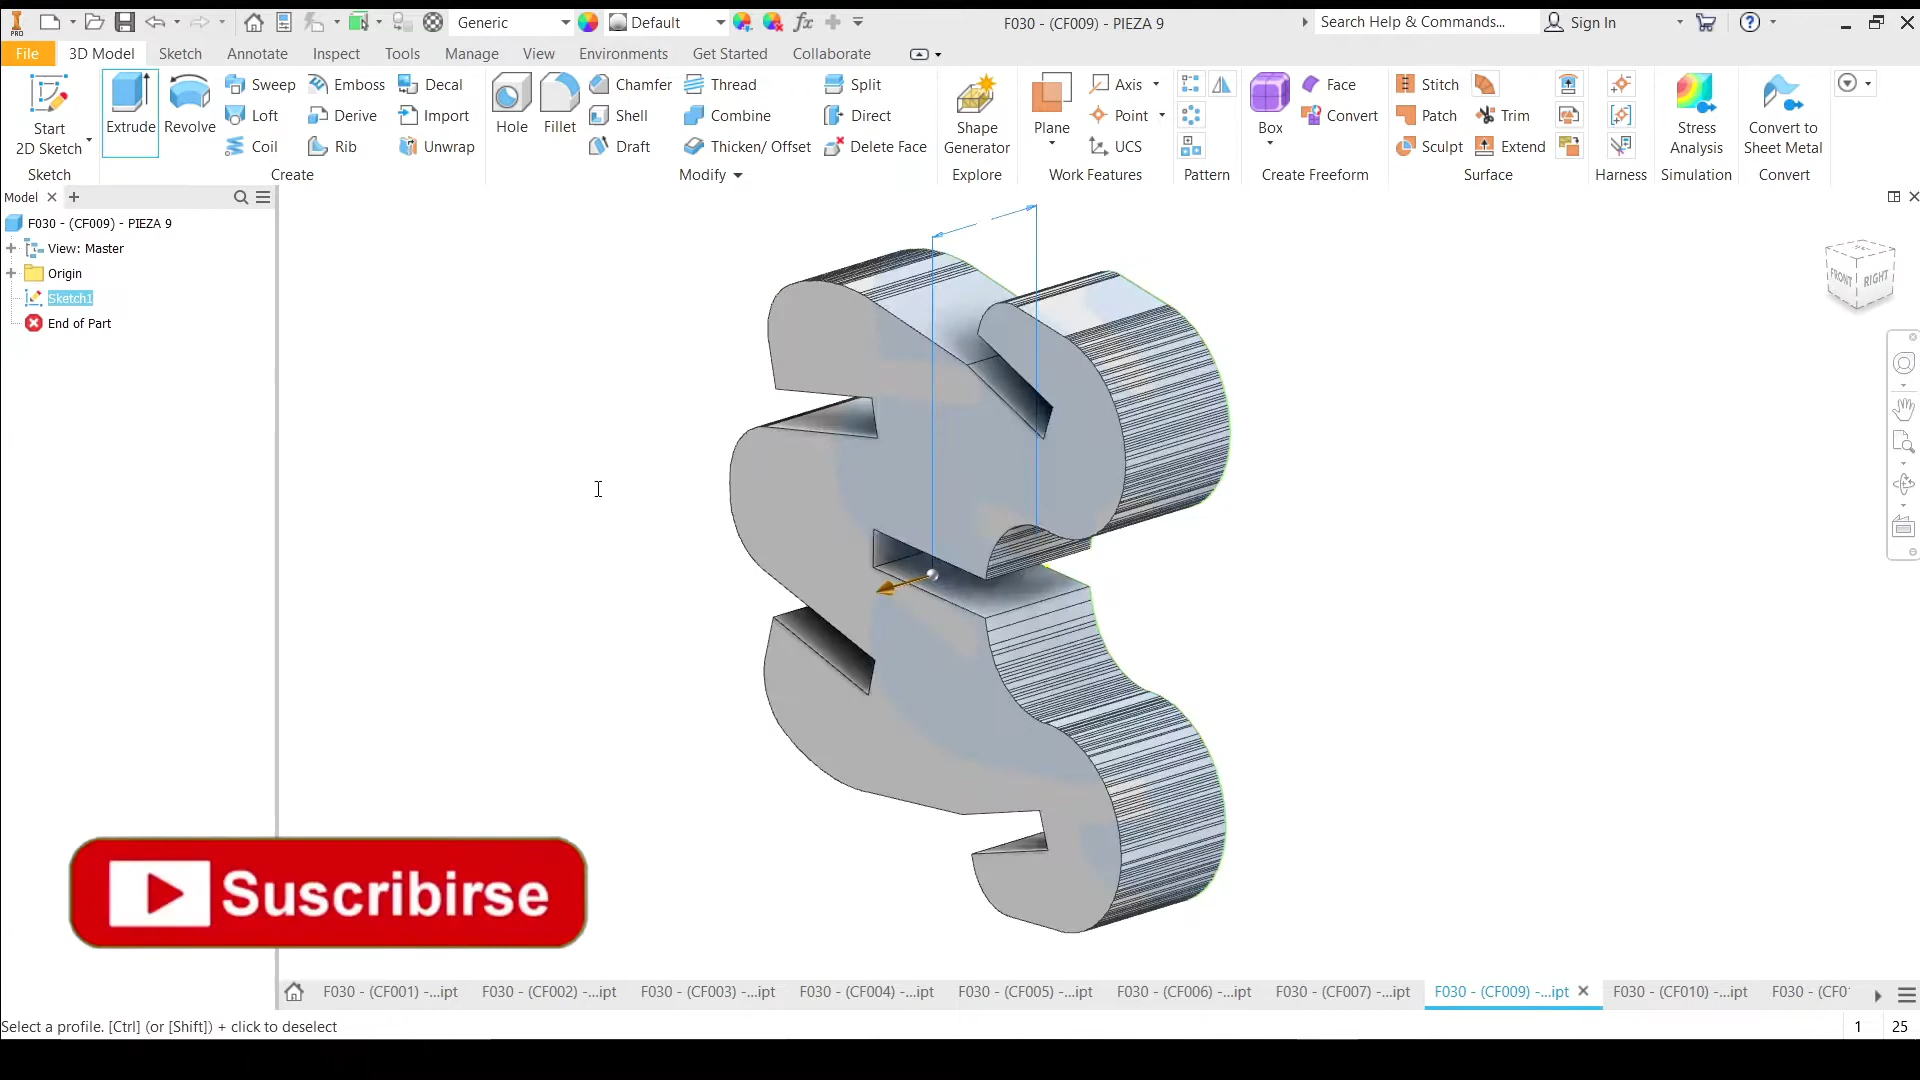 PRO
Generic
Default
F030 - (CF009) - PIEZA 9
Search Help & Commands...
Sign In
File
3D Model
Sketch
Annotate
Inspect
Tools
Manage
View
Environments
Get Started
Collaborate
Start
2D Sketch
Extrude
Revolve
Sweep
Loft
Coil
Emboss
Derive
Rib
Decal
Import
Unwrap
Hole
Fillet
Chamfer
Shell
Draft
Thread
Combine
Thicken/ Offset
Split
Direct
Delete Face
Shape
Generator
Plane
Axis
Point
UCS
Box
Face
Convert
Stitch
Patch
Sculpt
Trim
Extend
Stress
Analysis
Convert to
Sheet Metal
Sketch
Create
Modify
Explore
Work Features
Pattern
Create Freeform
Surface
Harness
Simulation
Convert
Model
F030 - (CF009) - PIEZA 9
View: Master
Origin
Sketch1
End of Part
FRONT
RIGHT
Suscribirse
F030 - (CF001) -...ipt
F030 - (CF002) -...ipt
F030 - (CF003) -...ipt
F030 - (CF004) -...ipt
F030 - (CF005) -...ipt
F030 - (CF006) -...ipt
F030 - (CF007) -...ipt
F030 - (CF009) -...ipt
F030 - (CF010) -...ipt
F030 - (CF0
Select a profile. [Ctrl] (or [Shift]) + click to deselect
1
25